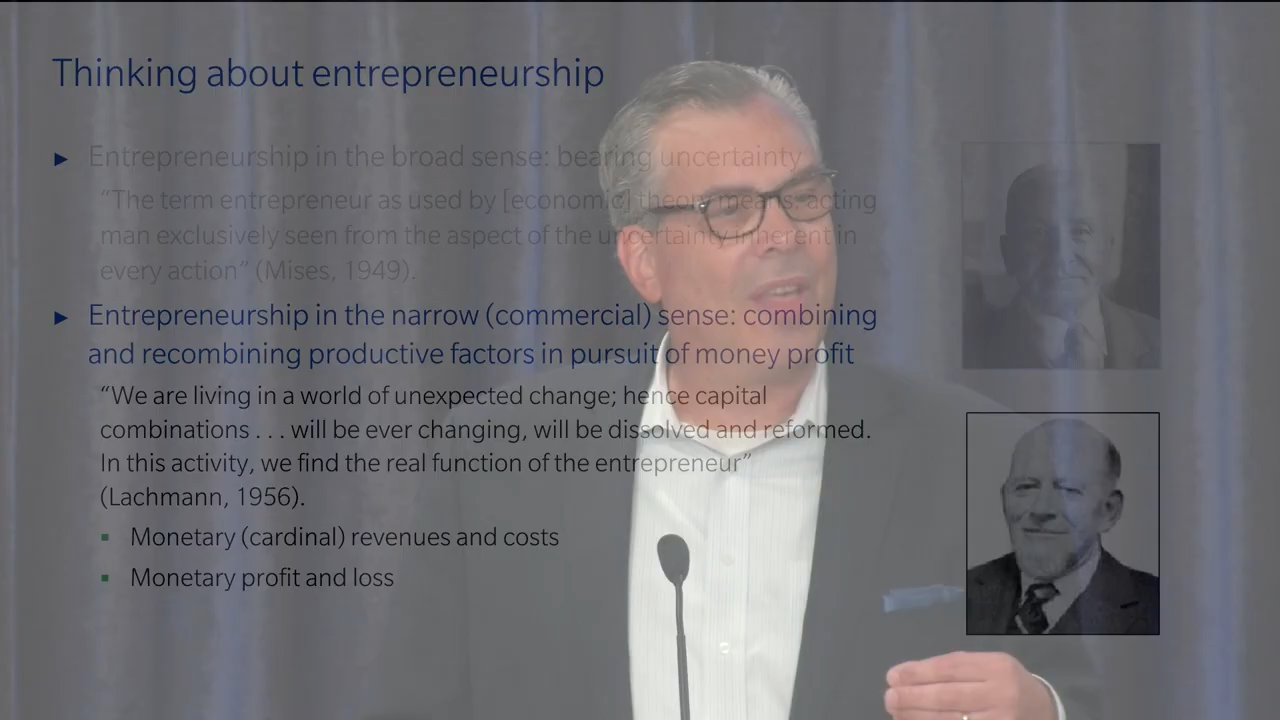 Thinking about entrepreneurship
► Entrepreneurship in the broad sense: bearing uncertainty
“The term entrepreneur as used by [economic] theory means: acting
man exclusively seen from the aspect of the uncertainty inherent in
every action” (Mises, 1949).
► Entrepreneurship in the narrow (commercial) sense: combining
and recombining productive factors in pursuit of money profit
“We are living in a world of unexpected change; hence capital
combinations . . . will be ever changing, will be dissolved and reformed.
In this activity, we find the real function of the entrepreneur”
(Lachmann, 1956).
▪ Monetary (cardinal) revenues and costs
▪ Monetary profit and loss